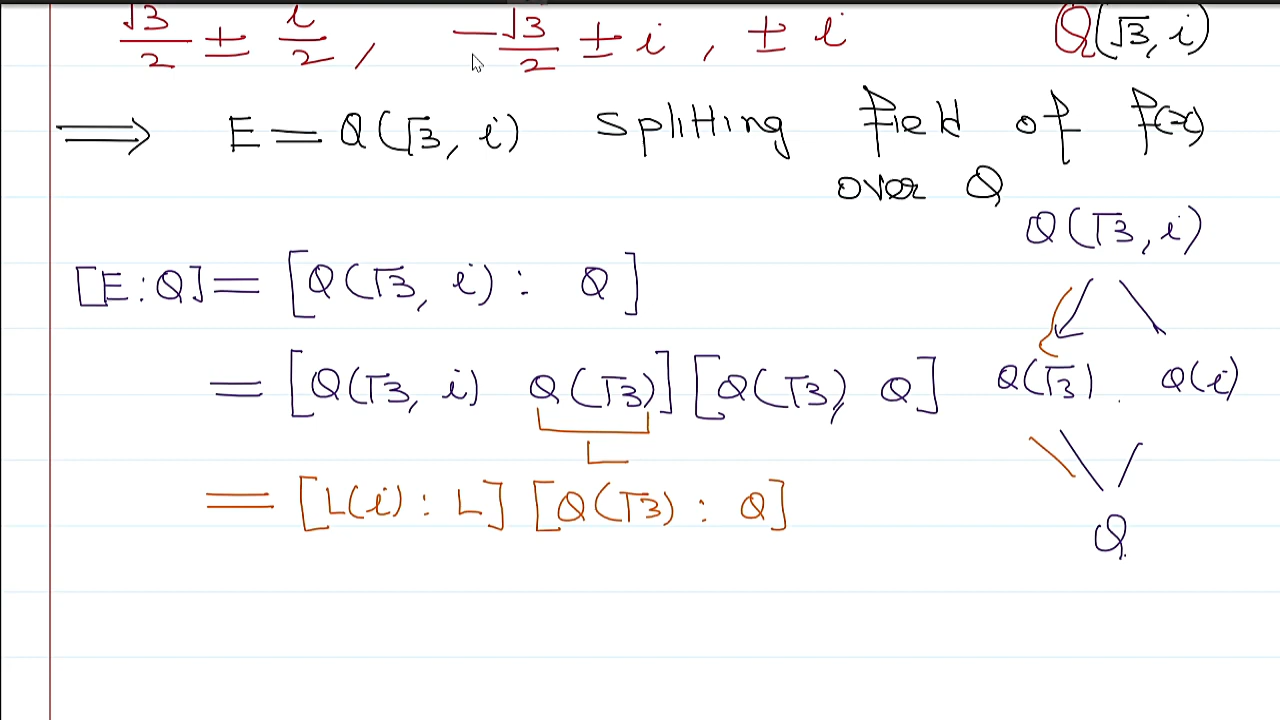 √3/2 ± i/2, -√3/2 ± i, ± i Q(√3, i)
⟹ E = Q(√3, i) splitting field of f(x)
over Q
Q(√3, i)
[E : Q] = [Q(√3, i) : Q]
= [Q(√3, i) Q(√3)] [Q(√3), Q] Q(√3) . Q(i)
L
= [L(i) : L] [Q(√3) : Q]
Q